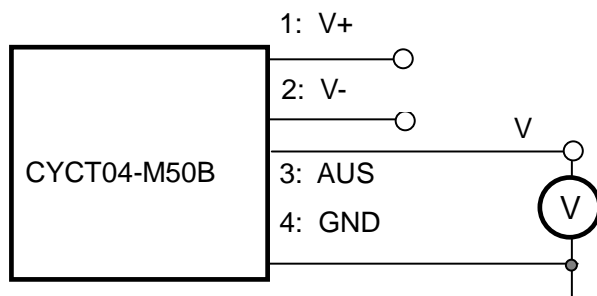 1: V+
2: V-
V
CYCT04-M50B
3: AUS
4: GND
V